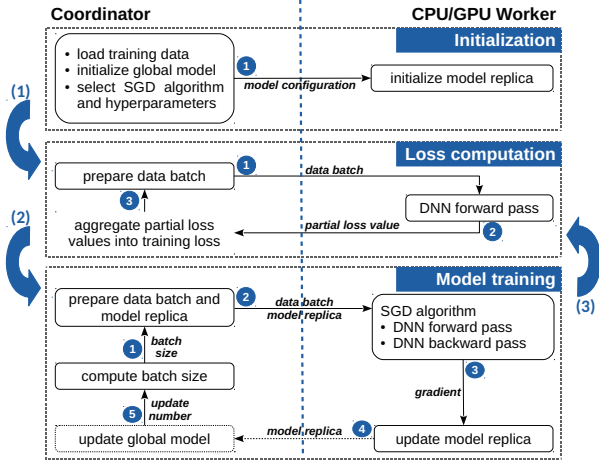 Coordinator
CPU/GPU Worker
Initialization
• load training data
• initialize global model
• select SGD algorithm
and hyperparameters
1
model configuration
initialize model replica
(1)
Loss computation
prepare data batch
1
data batch
3
DNN forward pass
aggregate partial loss
values into training loss
partial loss value
2
(2)
(3)
Model training
prepare data batch and
model replica
2
data batch
model replica
SGD algorithm
• DNN forward pass
• DNN backward pass
1
batch
size
3
compute batch size
gradient
5
update
number
update global model
model replica
4
update model replica